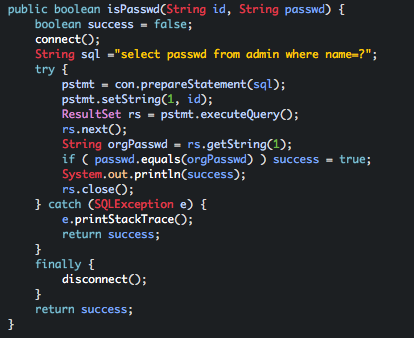 public boolean isPasswd(String id, String passwd) {
    boolean success = false;
    connect();
    String sql ="select passwd from admin where name=?";
    try {
        pstmt = con.prepareStatement(sql);
        pstmt.setString(1, id);
        ResultSet rs = pstmt.executeQuery();
        rs.next();
        String orgPasswd = rs.getString(1);
        if ( passwd.equals(orgPasswd) ) success = true;
        System.out.println(success);
        rs.close();
    } catch (SQLException e) {
        e.printStackTrace();
        return success;
    }
    finally {
        disconnect();
    }
    return success;
}